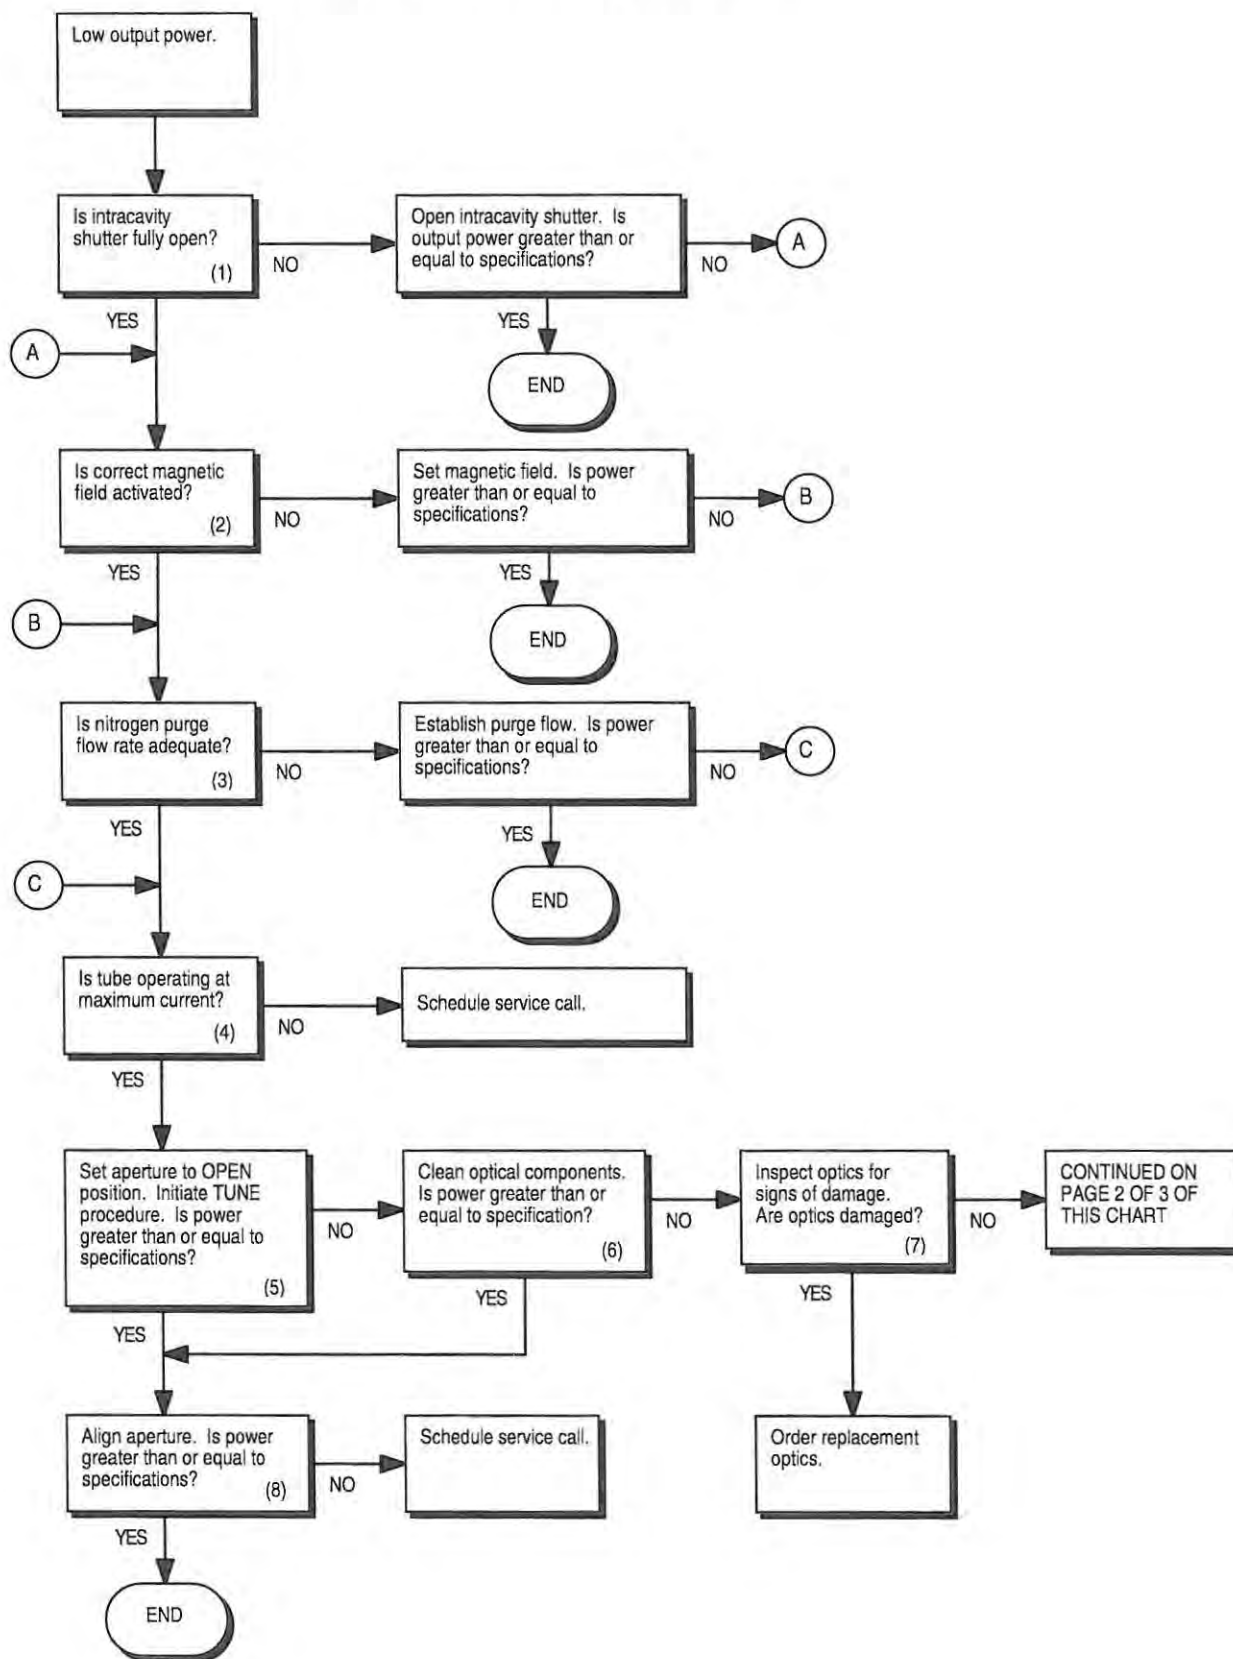 Low output power.
Is intracavity
shutter fully open?
(1)
NO
Open intracavity shutter.  Is
output power greater than or
equal to specifications?
NO
A
YES
YES
A
END
Is correct magnetic
field activated?
(2)
NO
Set magnetic field.  Is power
greater than or equal to
specifications?
NO
B
YES
YES
B
END
Is nitrogen purge
flow rate adequate?
(3)
NO
Establish purge flow.  Is power
greater than or equal to
specifications?
NO
C
YES
YES
C
END
Is tube operating at
maximum current?
(4)
NO
Schedule service call.
YES
Set aperture to OPEN
position.  Initiate TUNE
procedure.  Is power
greater than or equal to
specifications?
(5)
NO
Clean optical components.
Is power greater than or
equal to specification?
(6)
NO
Inspect optics for
signs of damage.
Are optics damaged?
(7)
NO
CONTINUED ON
PAGE 2 OF 3 OF
THIS CHART
YES
YES
YES
Align aperture.  Is power
greater than or equal to
specifications?
(8)
NO
Schedule service call.
Order replacement
optics.
YES
END